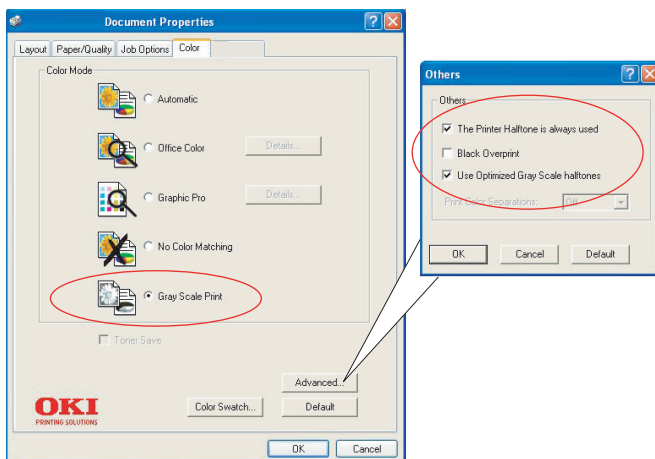 Document Properties
Layout
Paper/Quality
Job Options
Color
Color Mode
Automatic
Office Color
Details...
Graphic Pro
Details...
No Color Matching
Gray Scale Print
Toner Save
Advanced...
OKI
PRINTING SOLUTIONS
Color Swatch...
Default
OK
Cancel
Others
Others
The Printer Halftone is always used
Black Overprint
Use Optimized Gray Scale halftones
Print Color Separations:
Off
OK
Cancel
Default